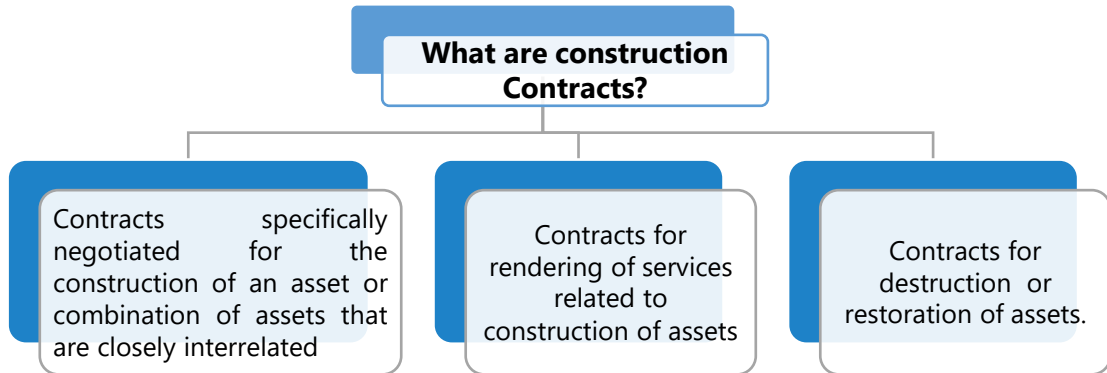 What are construction
Contracts?
Contracts specifically
negotiated for the
construction of an asset or
combination of assets that
are closely interrelated
Contracts for
rendering of services
related to
construction of assets
Contracts for
destruction or
restoration of assets.